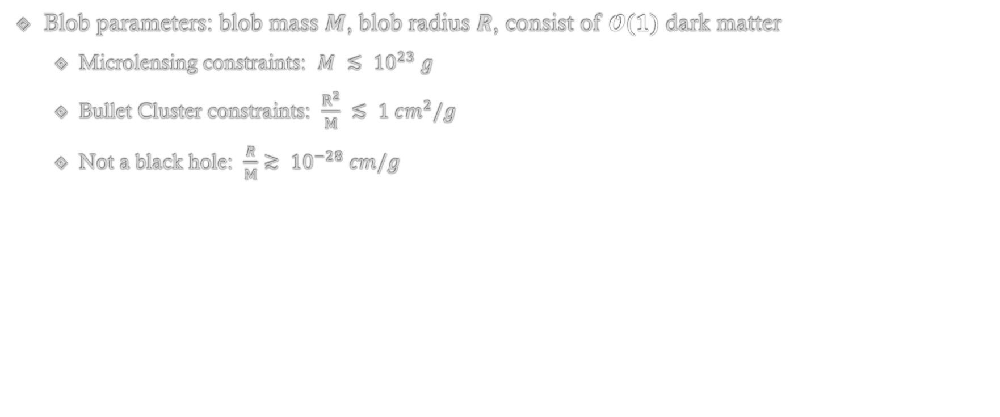 Blob parameters: blob mass M, blob radius R, consist of 𝒪(1) dark matter
Microlensing constraints: M ≲ 10²³ g
Bullet Cluster constraints: R²/M ≲ 1 cm²/g
Not a black hole: R/M ≳ 10⁻²⁸ cm/g